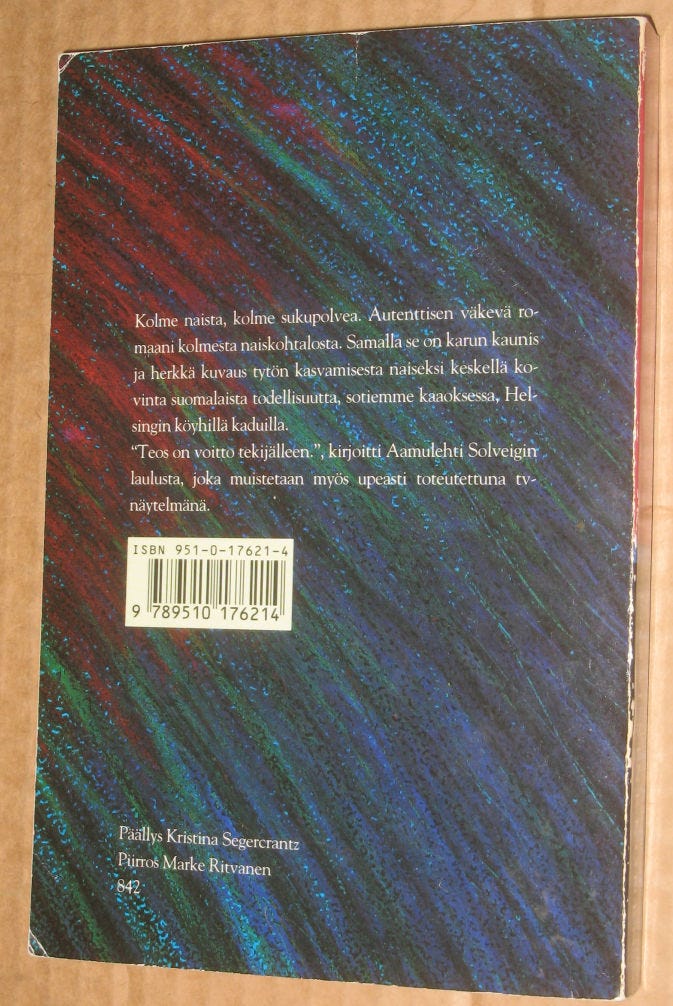 Kolme naista, kolme sukupolvea. Autenttisen väkevä ro-
maani kolmesta naiskohtalosta. Samalla se on karun kaunis
ja herkkä kuvaus tytön kasvamisesta naiseksi keskellä ko-
vinta suomalaista todellisuutta, sotiemme kaaoksessa, Hel-
singin köyhillä kaduilla.
“Teos on voitto tekijälleen.”, kirjoitti Aamulehti Solveigin
laulusta, joka muistetaan myös upeasti toteutettuna tv-
näytelmänä.
ISBN 951-0-17621-4
9 789510 176214
Päällys Kristina Segercrantz
Piirros Marke Ritvanen
842